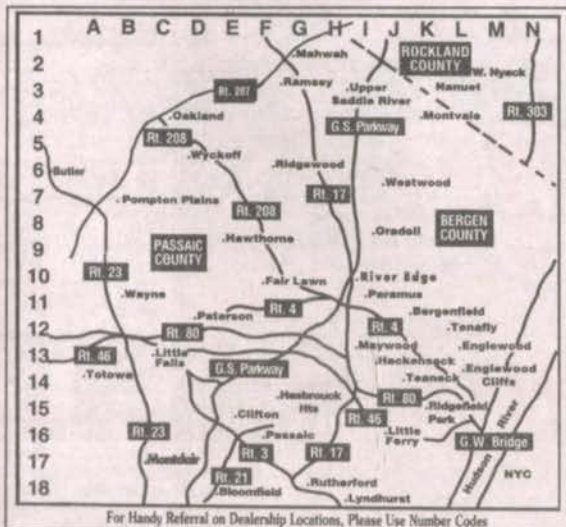 A B C D E F G H I J K L M N
1
.Mahwah
ROCKLAND COUNTY
2
W. Nyack
.Ramsey
Nanuet
3
Rt. 287
.Upper Saddle River
Rt. 303
4
.Oakland
Montvale
G.S. Parkway
5
Rt. 208
.Wyckoff
6
.Butler
.Ridgewood
.Westwood
7
.Pompton Plains
Rt. 17
8
Rt. 208
BERGEN COUNTY
.Oradell
9
PASSAIC COUNTY
.Hawthorne
10
Rt. 23
.Fair Lawn
.River Edge
.Wayne
.Paramus
11
Rt. 4
.Bergenfield
.Paterson
12
Rt. 80
Rt. 4
.Tenafly
13
Rt. 46
.Little Falls
.Maywood
.Englewood
G.S. Parkway
.Hackensack
.Totowa
.Teaneck
.Englewood Cliffs
14
.Hasbrouck Hts
Rt. 80
15
.Clifton
Rt. 46
.Ridgefield Park
16
Rt. 23
.Passaic
.Little Ferry
G.W. Bridge
.Montclair
Rt. 3
Rt. 17
17
Hudson River
Rt. 21
NYC
.Rutherford
18
.Bloomfield
.Lyndhurst
For Handy Referral on Dealership Locations, Please Use Number Codes